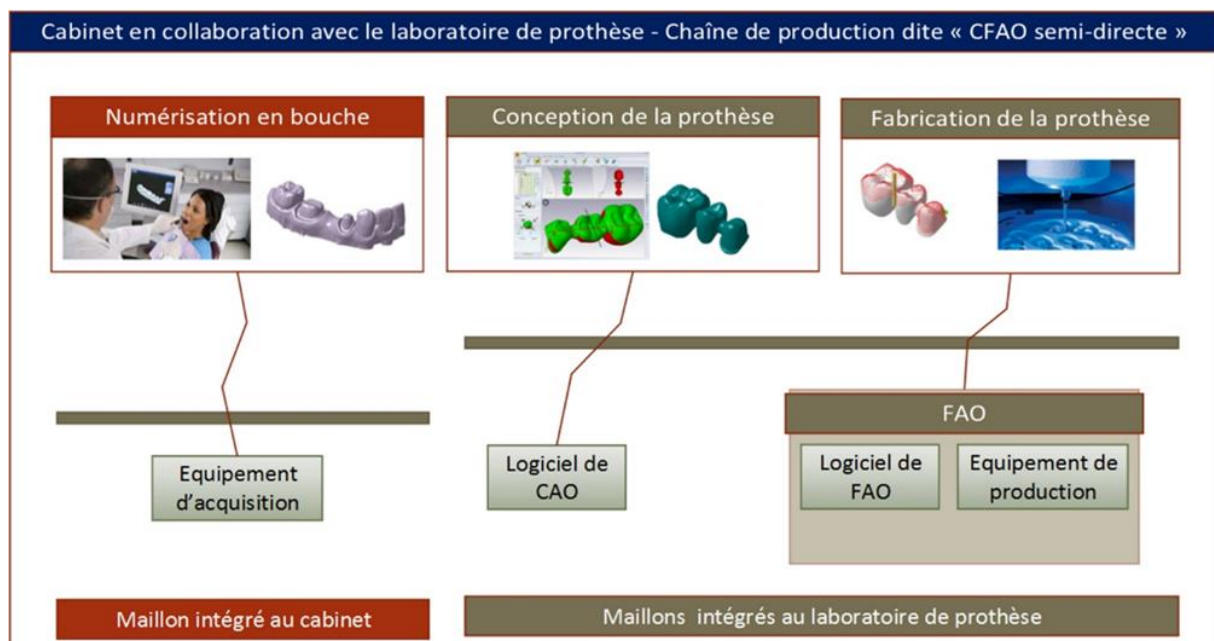 Cabinet en collaboration avec le laboratoire de prothèse - Chaîne de production dite « CFAO semi-directe »
Numérisation en bouche
Conception de la prothèse
Fabrication de la prothèse
Equipement
d’acquisition
Logiciel de
CAO
FAO
Logiciel de
FAO
Equipement de
production
Maillon intégré au cabinet
Maillons intégrés au laboratoire de prothèse